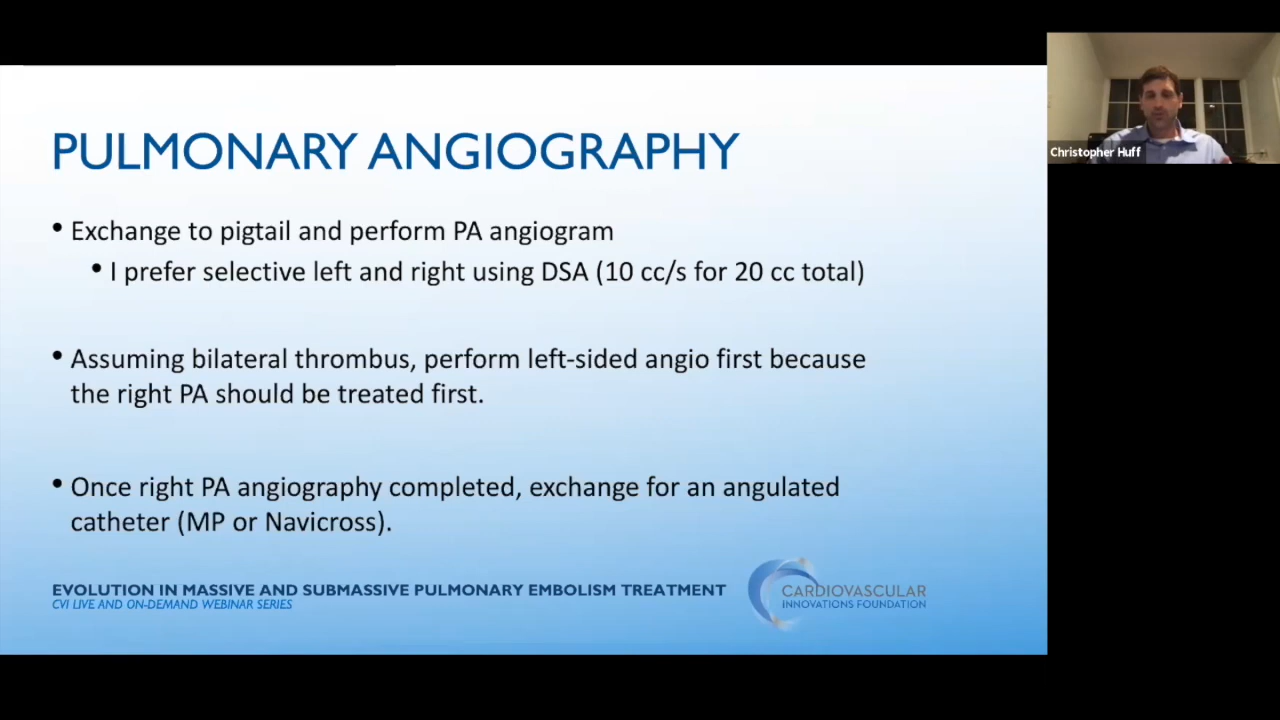 PULMONARY ANGIOGRAPHY
• Exchange to pigtail and perform PA angiogram
• I prefer selective left and right using DSA (10 cc/s for 20 cc total)
• Assuming bilateral thrombus, perform left-sided angio first because
the right PA should be treated first.
• Once right PA angiography completed, exchange for an angulated
catheter (MP or Navicross).
EVOLUTION IN MASSIVE AND SUBMASSIVE PULMONARY EMBOLISM TREATMENT
CVI LIVE AND ON-DEMAND WEBINAR SERIES
CARDIOVASCULAR
INNOVATIONS FOUNDATION
Christopher Huff